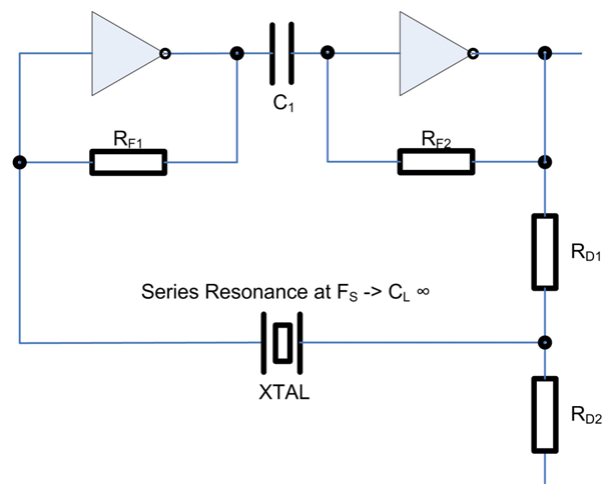 C1
RF1
RF2
RD1
Series Resonance at FS -> CL ∞
XTAL
RD2